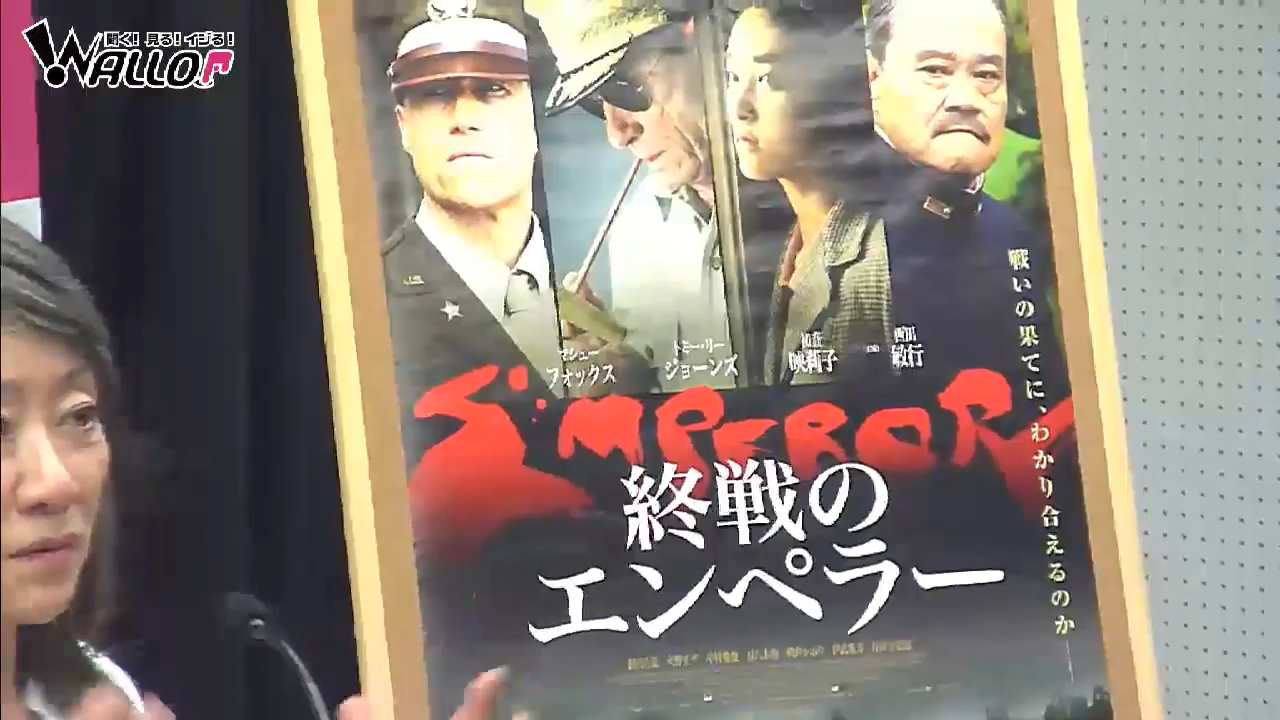 聞く!見る!イジる!
!WALLOP
マシュー
フォックス
トミー・リー
ジョーンズ
初音
映莉子
西田
敏行
EMPEROR
終戦の
エンペラー
戦いの果てに、わかり合えるのか